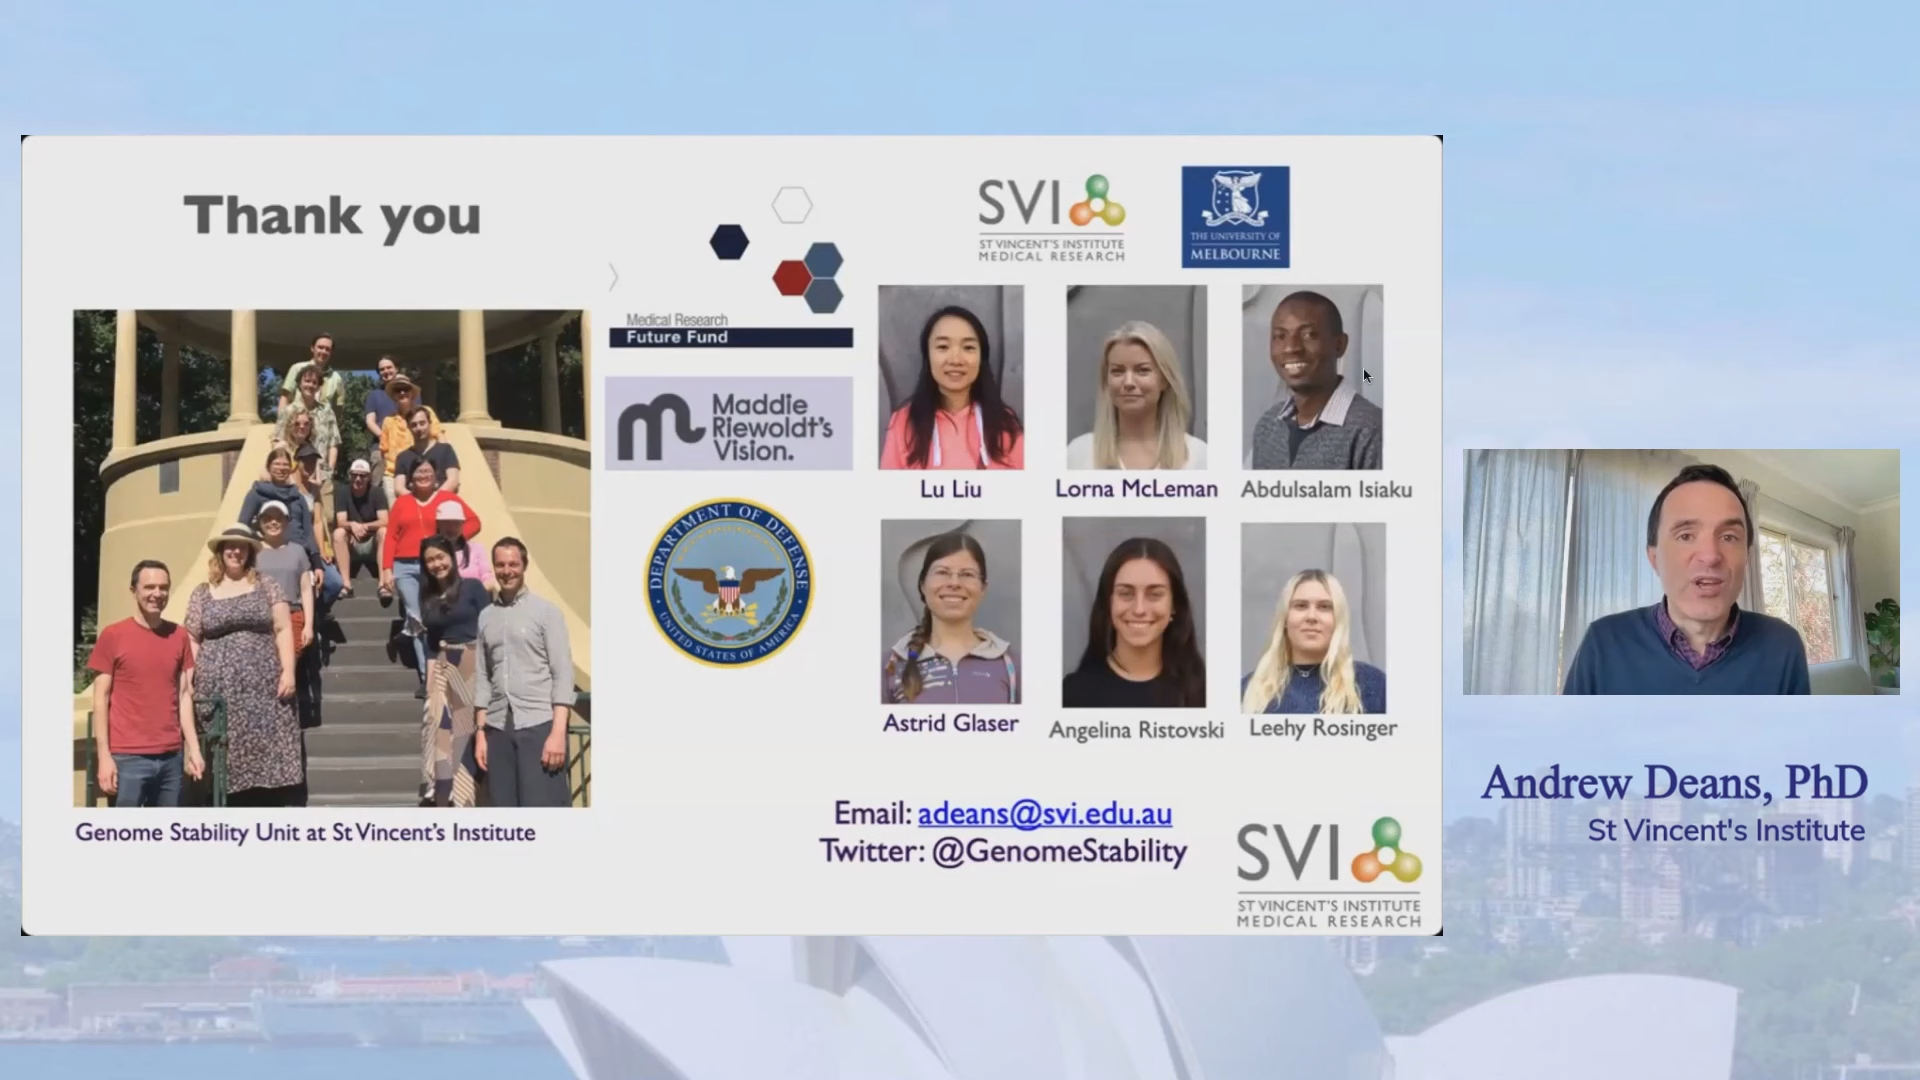 Thank you
Medical Research
Future Fund
Maddie
Riewoldt's
Vision.
DEPARTMENT OF DEFENSE
UNITED STATES OF AMERICA
SVI
ST VINCENT'S INSTITUTE
MEDICAL RESEARCH
THE UNIVERSITY OF
MELBOURNE
Lu Liu
Lorna McLeman
Abdulsalam Isiaku
Astrid Glaser
Angelina Ristovski
Leehy Rosinger
Genome Stability Unit at St Vincent's Institute
Email: adeans@svi.edu.au
Twitter: @GenomeStability
SVI
ST VINCENT'S INSTITUTE
MEDICAL RESEARCH
Andrew Deans, PhD
St Vincent's Institute